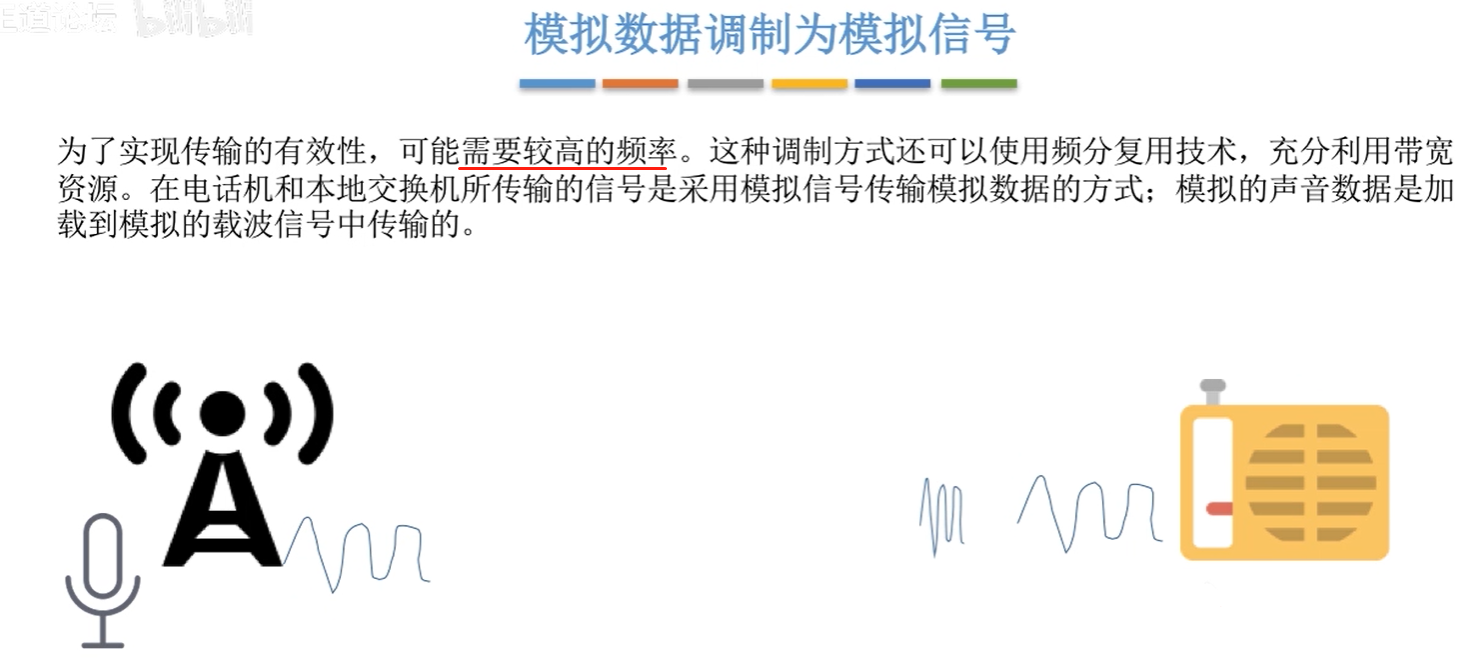 王道论坛 bilibili
模拟数据调制为模拟信号
为了实现传输的有效性，可能需要较高的频率。这种调制方式还可以使用频分复用技术，充分利用带宽
资源。在电话机和本地交换机所传输的信号是采用模拟信号传输模拟数据的方式；模拟的声音数据是加
载到模拟的载波信号中传输的。